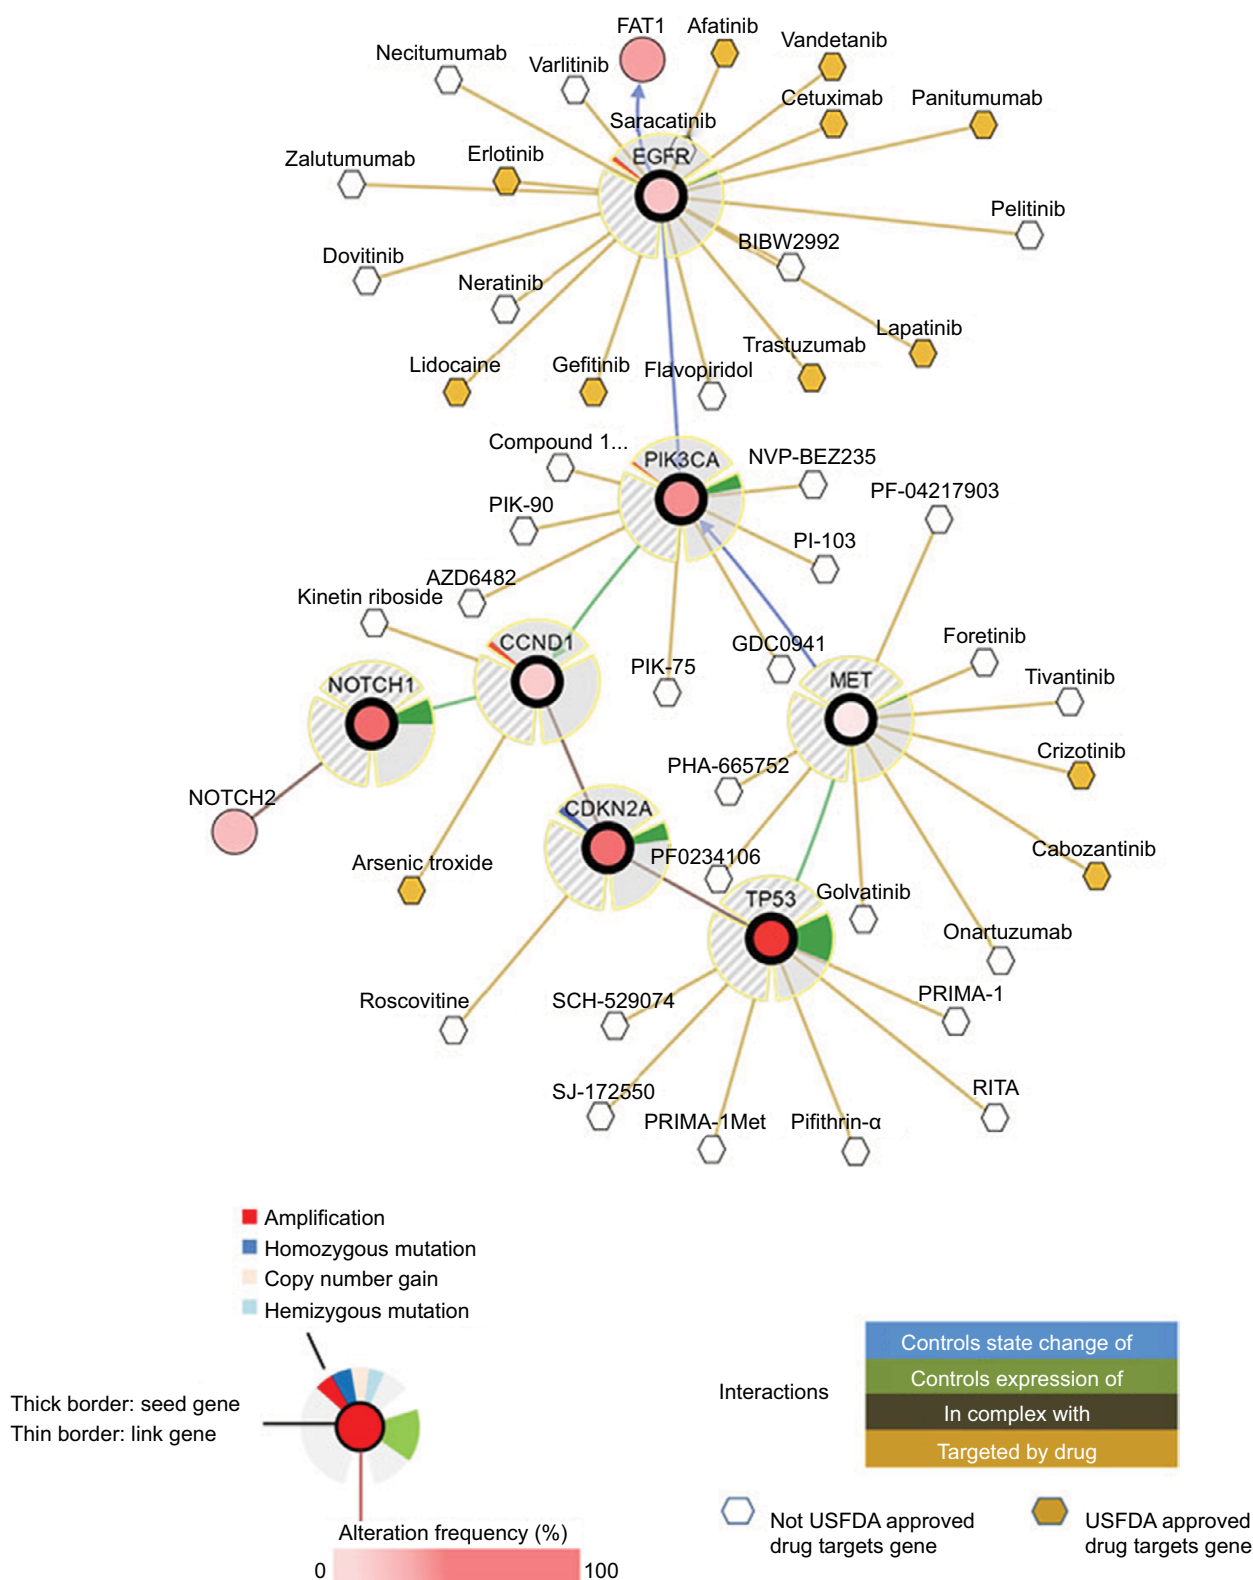 FAT1
Afatinib
Vandetanib
Necitumumab
Varlitinib
Cetuximab
Panitumumab
Saracatinib
Zalutumumab
Erlotinib
EGFR
Pelitinib
BIBW2992
Dovitinib
Neratinib
Lapatinib
Trastuzumab
Lidocaine
Gefitinib
Flavopiridol
Compound 1...
PIK3CA
NVP-BEZ235
PF-04217903
PIK-90
PI-103
AZD6482
Kinetin riboside
CCND1
GDC0941
Foretinib
PIK-75
MET
Tivantinib
NOTCH1
Crizotinib
PHA-665752
NOTCH2
CDKN2A
Cabozantinib
PF0234106
Arsenic troxide
TP53
Golvatinib
Onartuzumab
Roscovitine
SCH-529074
PRIMA-1
SJ-172550
RITA
PRIMA-1Met
Pifithrin-α
Amplification
Homozygous mutation
Copy number gain
Hemizygous mutation
Thick border: seed gene
Thin border: link gene
Alteration frequency (%)
0
100
Interactions
Controls state change of
Controls expression of
In complex with
Targeted by drug
Not USFDA approved
drug targets gene
USFDA approved
drug targets gene